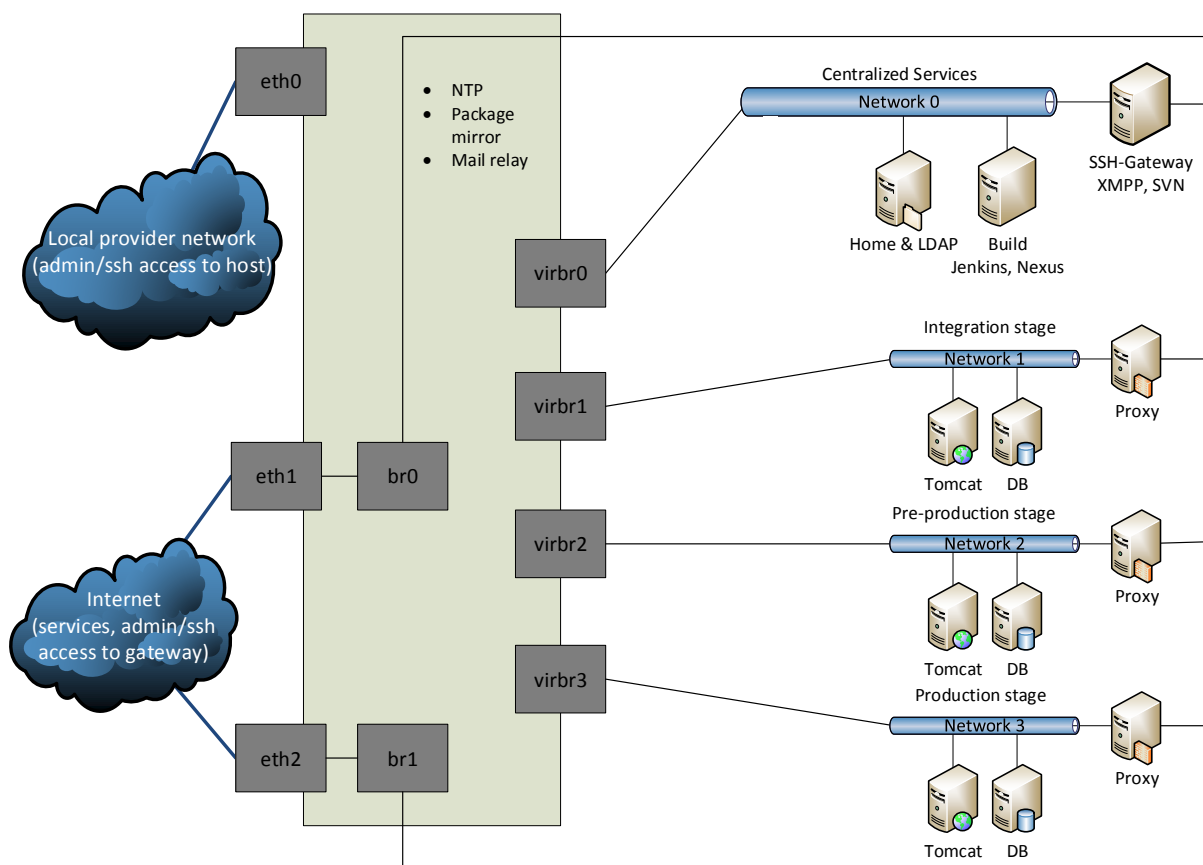 eth0
• NTP
• Package
mirror
• Mail relay
Local provider network
(admin/ssh access to host)
Centralized Services
Network 0
SSH-Gateway
XMPP, SVN
Home & LDAP
Build
Jenkins, Nexus
virbr0
Integration stage
Network 1
Proxy
virbr1
Tomcat
DB
eth1
br0
Pre-production stage
Network 2
Proxy
virbr2
Tomcat
DB
Internet
(services, admin/ssh
access to gateway)
virbr3
Production stage
Network 3
Proxy
Tomcat
DB
eth2
br1